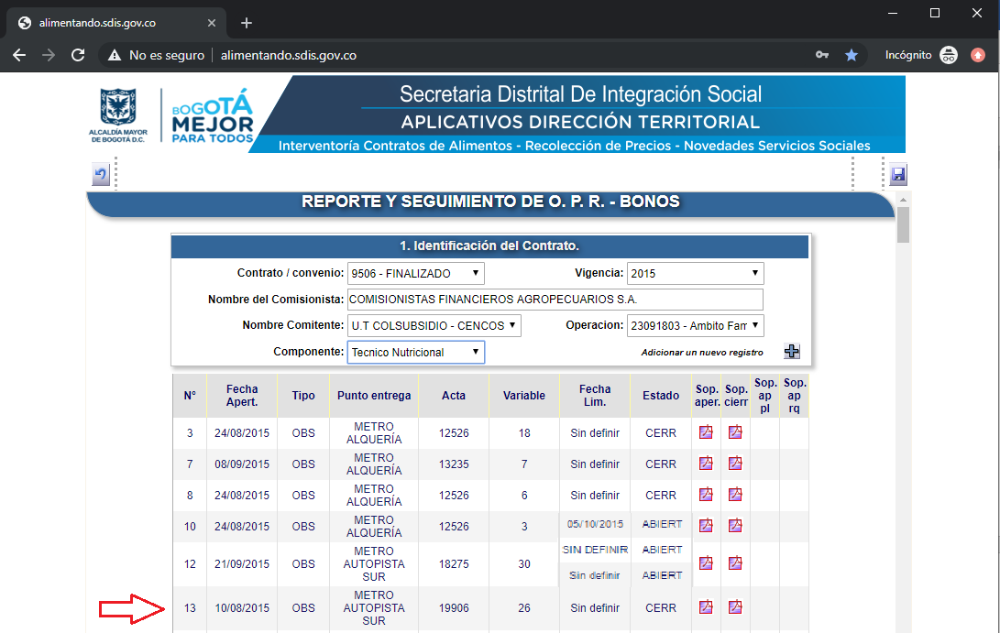 alimentando.sdis.gov.co
No es seguro
alimentando.sdis.gov.co
Incógnito
ALCALDÍA MAYOR
DE BOGOTÁ D.C.
BOGOTÁ
MEJOR
PARA TODOS
Secretaria Distrital De Integración Social
APLICATIVOS DIRECCIÓN TERRITORIAL
Interventoría Contratos de Alimentos - Recolección de Precios - Novedades Servicios Sociales
REPORTE Y SEGUIMIENTO DE O. P. R. - BONOS
1. Identificación del Contrato.
Contrato / convenio: 9506 - FINALIZADO Vigencia: 2015
Nombre del Comisionista: COMISIONISTAS FINANCIEROS AGROPECUARIOS S.A.
Nombre Comitente: U.T COLSUBSIDIO - CENCOS Operacion: 23091803 - Ambito Fam
Componente: Tecnico Nutricional Adicionar un nuevo registro
N° Fecha Apert. Tipo Punto entrega Acta Variable Fecha Lim. Estado Sop. aper. Sop. cierr Sop. ap pl Sop. ap rq
3 24/08/2015 OBS METRO ALQUERÍA 12526 18 Sin definir CERR
7 08/09/2015 OBS METRO ALQUERÍA 13235 7 Sin definir CERR
8 24/08/2015 OBS METRO ALQUERÍA 12526 6 Sin definir CERR
10 24/08/2015 OBS METRO ALQUERÍA 12526 3 05/10/2015 ABIERT
12 21/09/2015 OBS METRO AUTOPISTA SUR 18275 30 SIN DEFINIR ABIERT
Sin definir ABIERT
13 10/08/2015 OBS METRO AUTOPISTA SUR 19906 26 Sin definir CERR